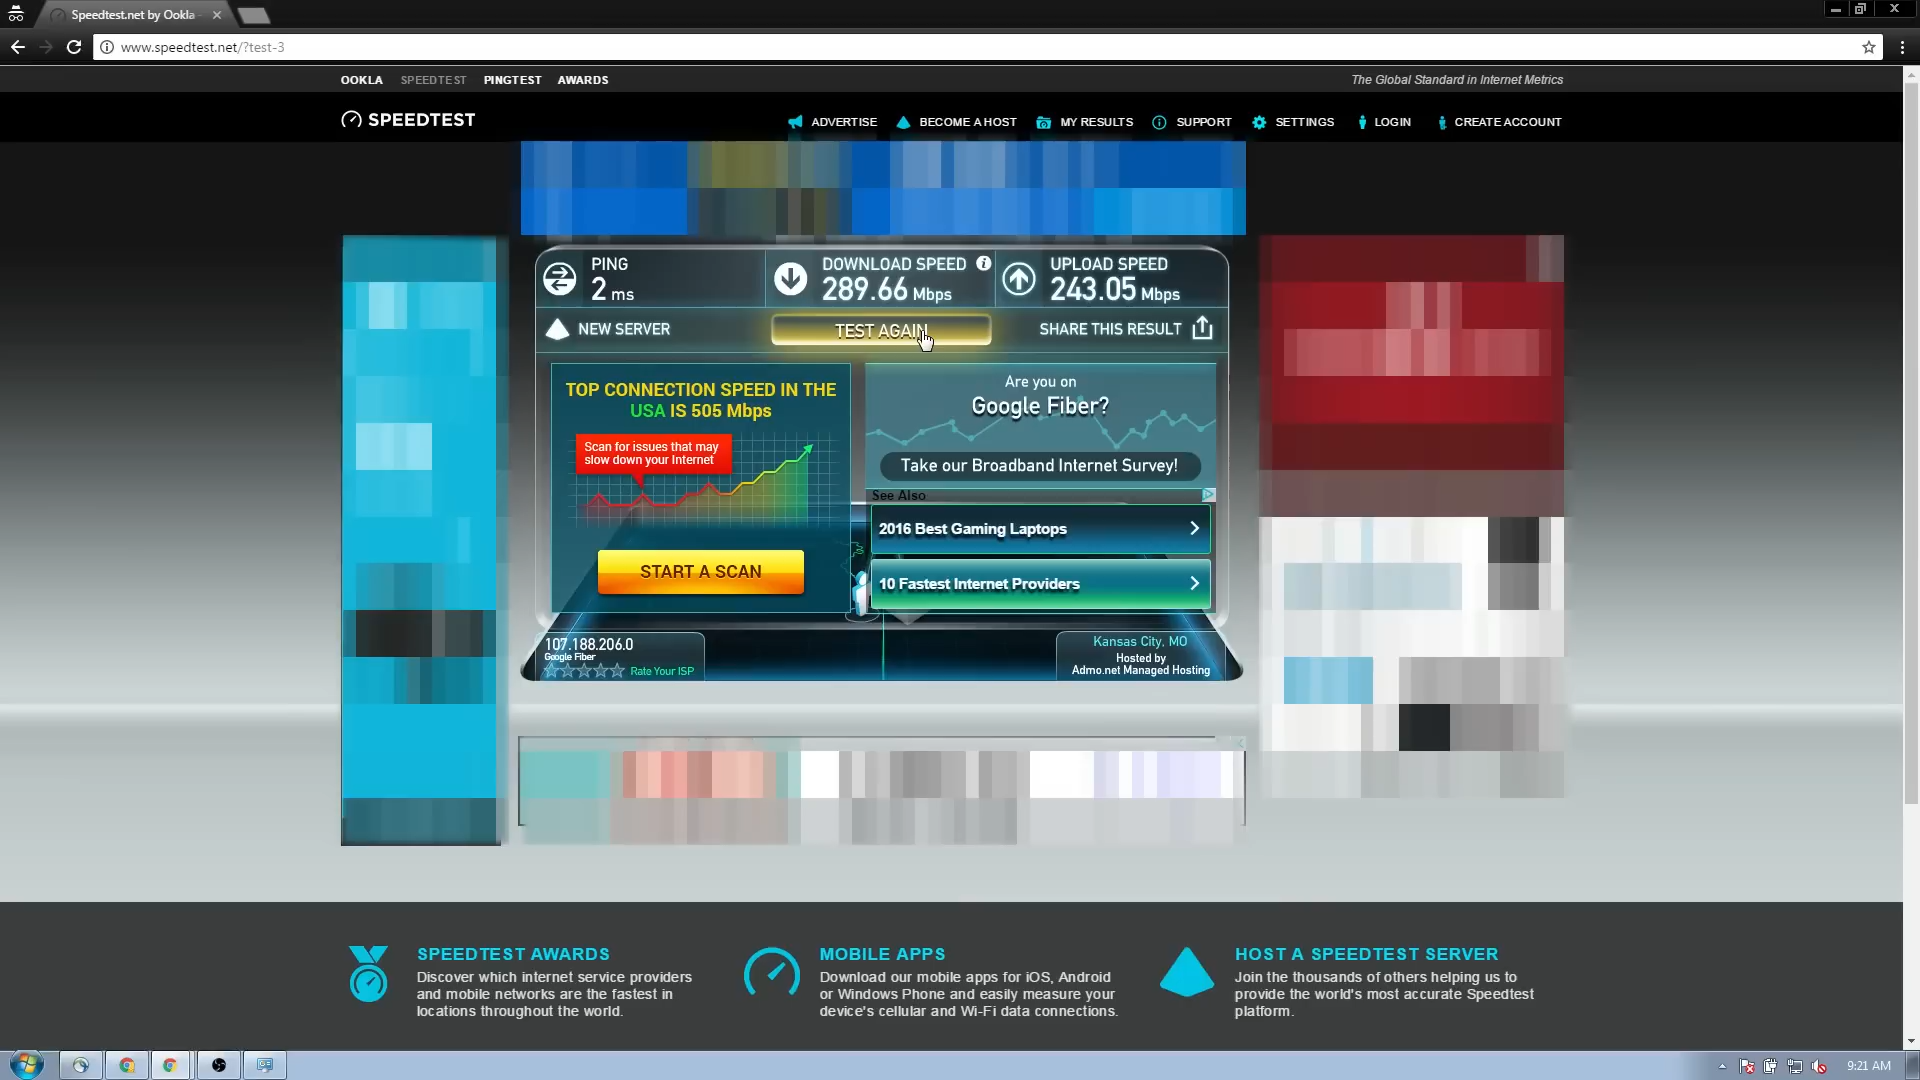 Speedtest.net by Ookla
www.speedtest.net/?test-3
OOKLA SPEEDTEST PINGTEST AWARDS
The Global Standard in Internet Metrics
SPEEDTEST
ADVERTISE BECOME A HOST MY RESULTS SUPPORT SETTINGS LOGIN CREATE ACCOUNT
PING
2 ms
DOWNLOAD SPEED
289.66 Mbps
UPLOAD SPEED
243.05 Mbps
NEW SERVER
TEST AGAIN
SHARE THIS RESULT
TOP CONNECTION SPEED IN THE
USA IS 505 Mbps
Scan for issues that may
slow down your Internet
START A SCAN
Are you on
Google Fiber?
Take our Broadband Internet Survey!
See Also
2016 Best Gaming Laptops
10 Fastest Internet Providers
107.188.206.0
Google Fiber
Rate Your ISP
Kansas City, MO
Hosted by
Admo.net Managed Hosting
SPEEDTEST AWARDS
Discover which internet service providers
and mobile networks are the fastest in
locations throughout the world.
MOBILE APPS
Download our mobile apps for iOS, Android
or Windows Phone and easily measure your
device's cellular and Wi-Fi data connections.
HOST A SPEEDTEST SERVER
Join the thousands of others helping us to
provide the world's most accurate Speedtest
platform.
9:21 AM